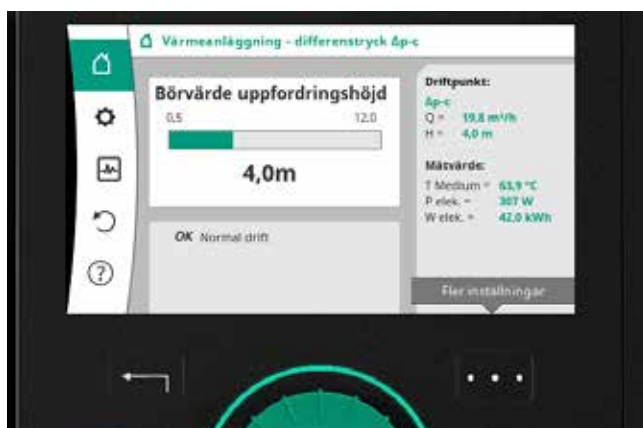 Värmeanläggning - differenstryck Δp-c
Börvärde uppfordringshöjd
0.5 12.0
4,0m
OK Normal drift
Driftpunkt:
Δp-c
Q = 19,8 m³/h
H = 4,0 m
Mätvärde:
T Medium = 63,9 °C
P elek. = 307 W
W elek. = 42,0 kWh
Fler inställningar
?